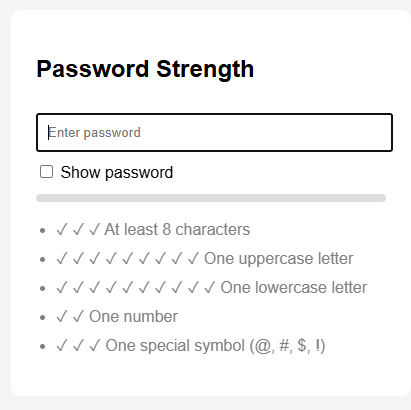 Password Strength
Enter password
Show password
• ✓ ✓ ✓ At least 8 characters
• ✓ ✓ ✓ ✓ ✓ ✓ ✓ ✓ ✓ One uppercase letter
• ✓ ✓ ✓ ✓ ✓ ✓ ✓ ✓ ✓ ✓ One lowercase letter
• ✓ ✓ One number
• ✓ ✓ ✓ One special symbol (@, #, $, !)